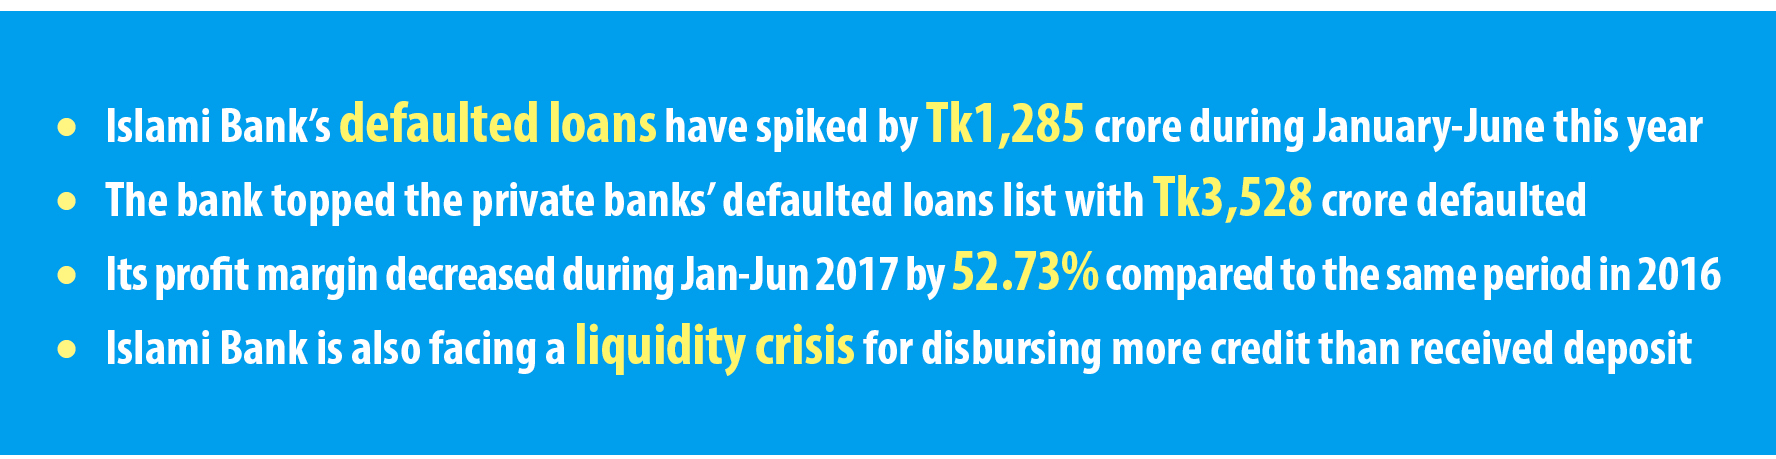 • Islami Bank’s defaulted loans have spiked by Tk1,285 crore during January-June this year
• The bank topped the private banks’ defaulted loans list with Tk3,528 crore defaulted
• Its profit margin decreased during Jan-Jun 2017 by 52.73% compared to the same period in 2016
• Islami Bank is also facing a liquidity crisis for disbursing more credit than received deposit